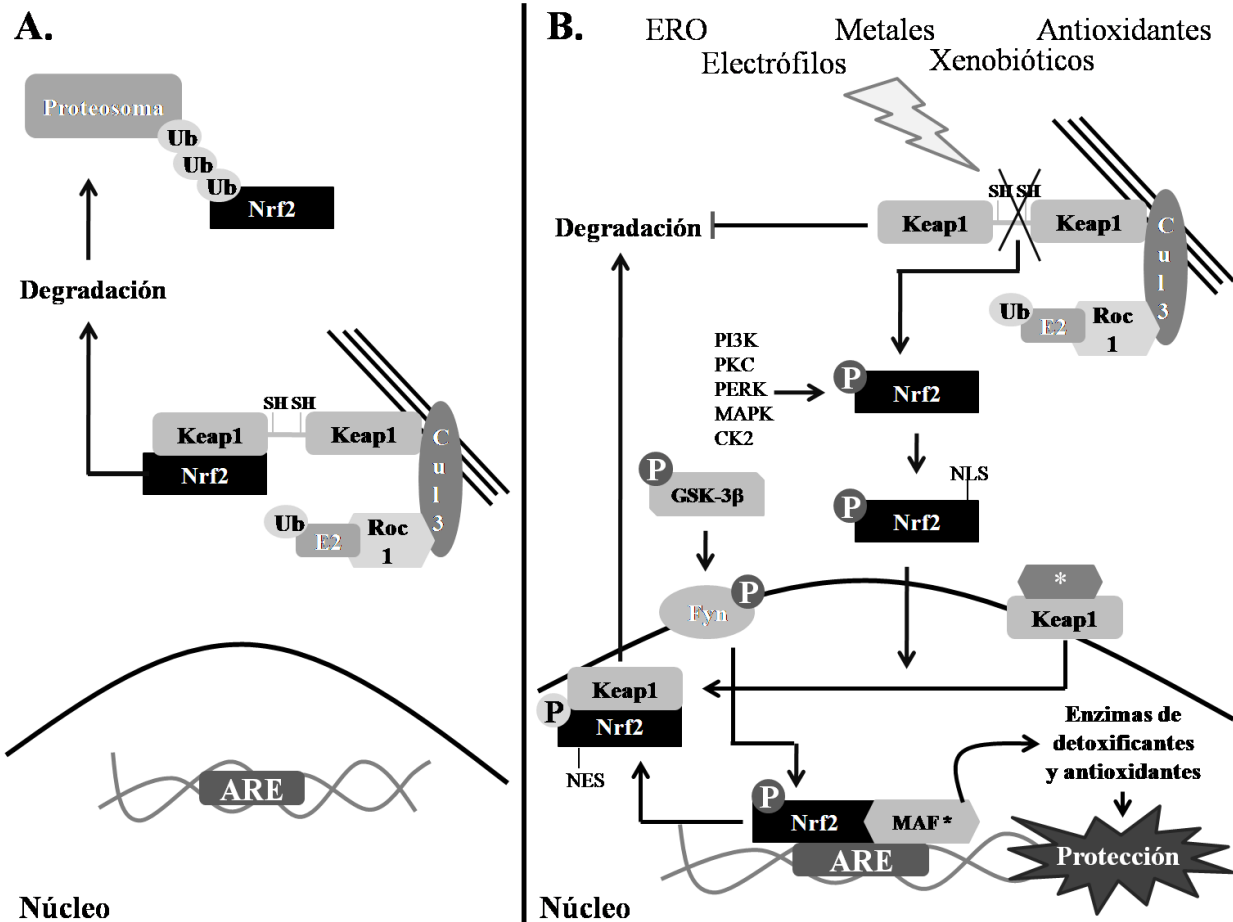 A.
Proteosoma
Ub
Ub
Ub
Nrf2
Degradación
SH SH
Keap1
Keap1
Nrf2
Cul3
Ub
E2
Roc
1
ARE
Núcleo
B.
ERO
Metales
Antioxidantes
Electrófilos
Xenobióticos
SH SH
Degradación
Keap1
Keap1
Cul3
Ub
E2
Roc
1
PI3K
PKC
PERK
MAPK
CK2
P
Nrf2
P
GSK-3β
NLS
P
Nrf2
Fyn
P
*
Keap1
Keap1
P
Nrf2
NES
Enzimas de
detoxificantes
y antioxidantes
P
Nrf2
MAF *
ARE
Protección
Núcleo